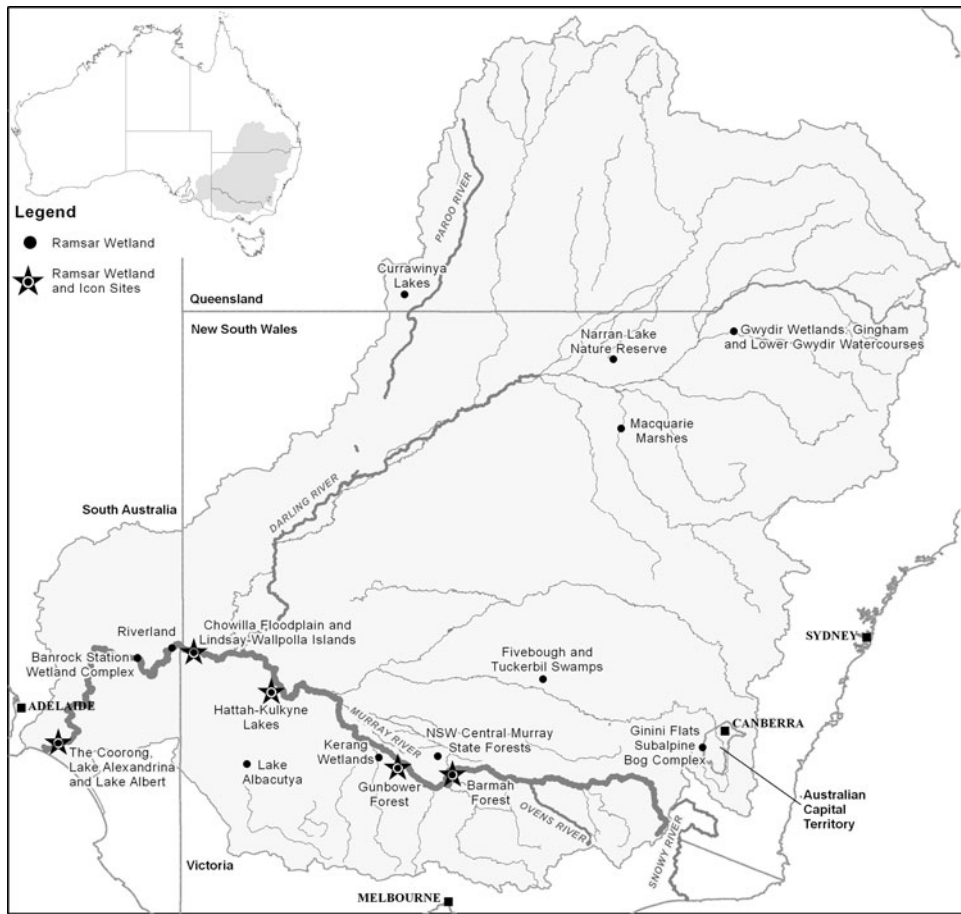 Legend
Ramsar Wetland
Ramsar Wetland
and Icon Sites
PAROO RIVER
Currawinya
Lakes
Queensland
New South Wales
Narran Lake
Nature Reserve
Gwydir Wetlands: Gingham
and Lower Gwydir Watercourses
Macquarie
Marshes
DARLING RIVER
South Australia
Riverland
Chowilla Floodplain and
Lindsay-Wallpolla Islands
Banrock Station
Wetland Complex
SYDNEY
Fivebough and
Tuckerbil Swamps
ADELAIDE
Hattah-Kulkyne
Lakes
MURRAY RIVER
NSW Central Murray
State Forests
CANBERRA
Ginini Flats
Subalpine
Bog Complex
The Coorong,
Lake Alexandrina
and Lake Albert
Lake
Albacutya
Kerang
Wetlands
Gunbower
Forest
Barmah
Forest
OVENS RIVER
Australian
Capital
Territory
SNOWY RIVER
Victoria
MELBOURNE